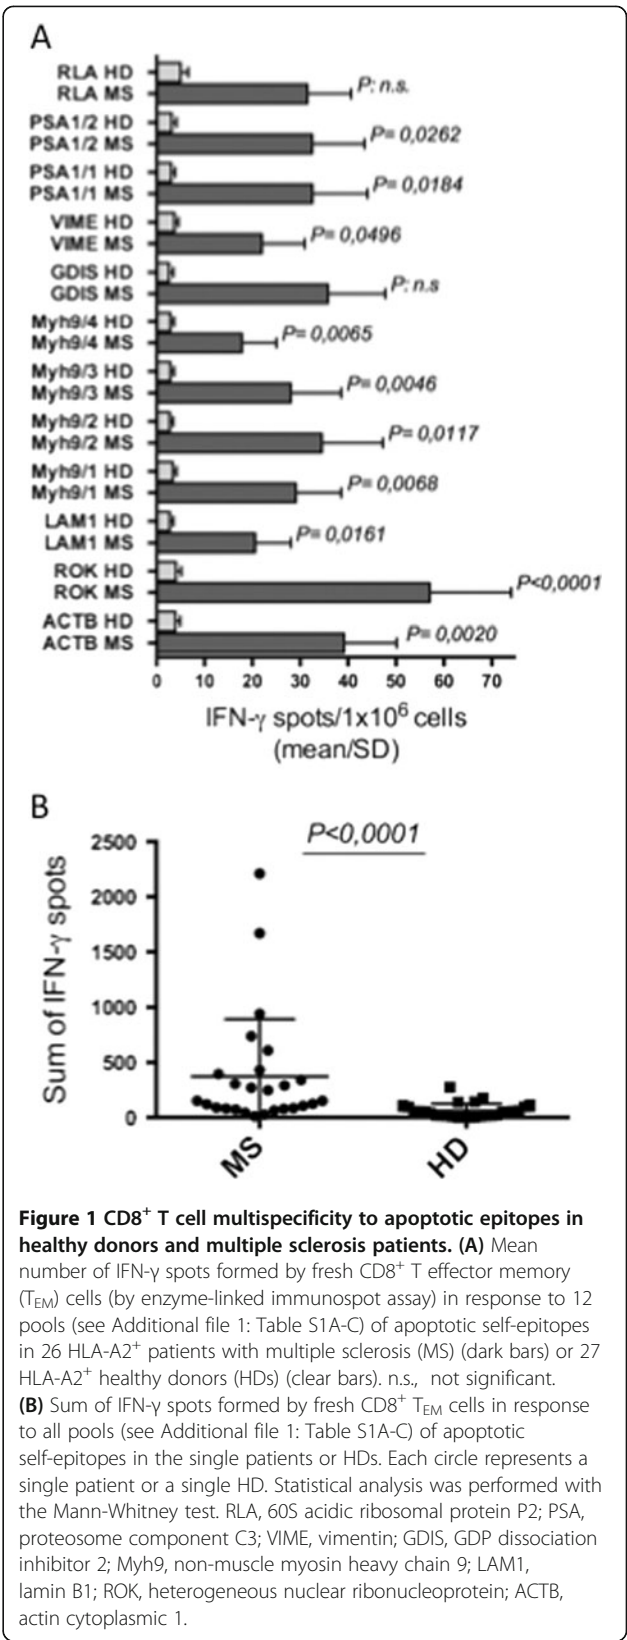 A
RLA HD
RLA MS
P: n.s.
PSA1/2 HD
PSA1/2 MS
P= 0,0262
PSA1/1 HD
PSA1/1 MS
P= 0,0184
VIME HD
VIME MS
P= 0,0496
GDIS HD
GDIS MS
P: n.s
Myh9/4 HD
Myh9/4 MS
P= 0,0065
Myh9/3 HD
Myh9/3 MS
P= 0,0046
Myh9/2 HD
Myh9/2 MS
P= 0,0117
Myh9/1 HD
Myh9/1 MS
P= 0,0068
LAM1 HD
LAM1 MS
P= 0,0161
ROK HD
ROK MS
P<0,0001
ACTB HD
ACTB MS
P= 0,0020
0 10 20 30 40 50 60 70
IFN-γ spots/1x10⁶ cells
(mean/SD)
B
P<0,0001
2500
2000
1500
1000
500
0
Sum of IFN-γ spots
MS HD
Figure 1 CD8⁺ T cell multispecificity to apoptotic epitopes in
healthy donors and multiple sclerosis patients. (A) Mean
number of IFN-γ spots formed by fresh CD8⁺ T effector memory
(T_EM) cells (by enzyme-linked immunospot assay) in response to 12
pools (see Additional file 1: Table S1A-C) of apoptotic self-epitopes
in 26 HLA-A2⁺ patients with multiple sclerosis (MS) (dark bars) or 27
HLA-A2⁺ healthy donors (HDs) (clear bars). n.s., not significant.
(B) Sum of IFN-γ spots formed by fresh CD8⁺ T_EM cells in response
to all pools (see Additional file 1: Table S1A-C) of apoptotic
self-epitopes in the single patients or HDs. Each circle represents a
single patient or a single HD. Statistical analysis was performed with
the Mann-Whitney test. RLA, 60S acidic ribosomal protein P2; PSA,
proteosome component C3; VIME, vimentin; GDIS, GDP dissociation
inhibitor 2; Myh9, non-muscle myosin heavy chain 9; LAM1,
lamin B1; ROK, heterogeneous nuclear ribonucleoprotein; ACTB,
actin cytoplasmic 1.